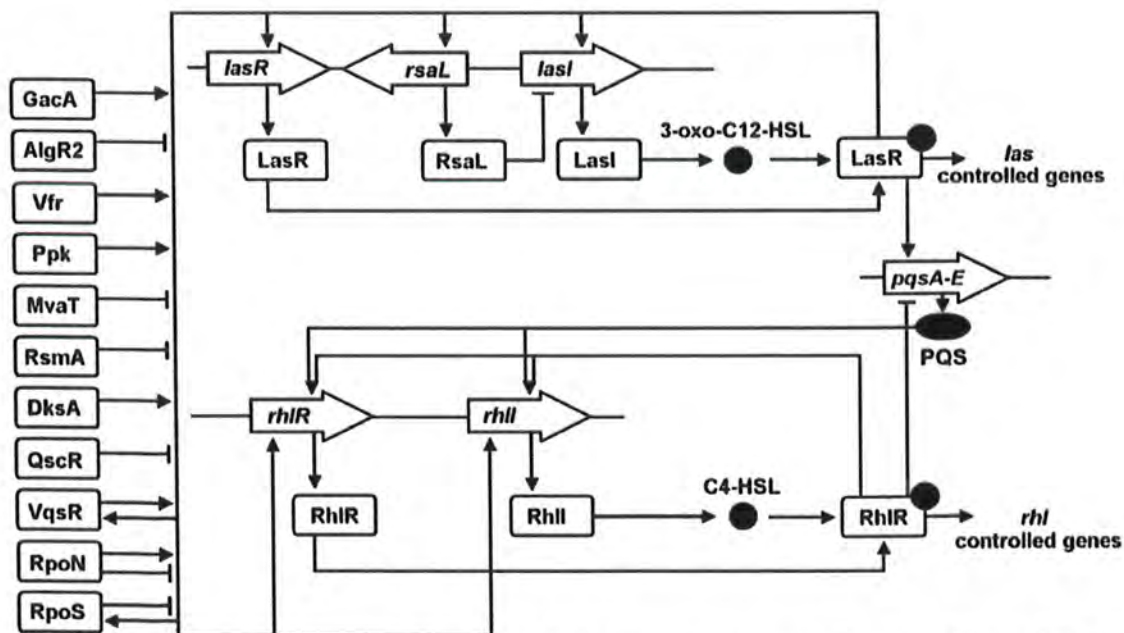 lasR
rsaL
lasI
GacA
AlgR2
Vfr
Ppk
MvaT
RsmA
DksA
QscR
VqsR
RpoN
RpoS
LasR
RsaL
LasI
3-oxo-C12-HSL
LasR
las
controlled genes
pqsA-E
PQS
rhlR
rhlI
RhlR
RhlI
C4-HSL
RhlR
rhl
controlled genes